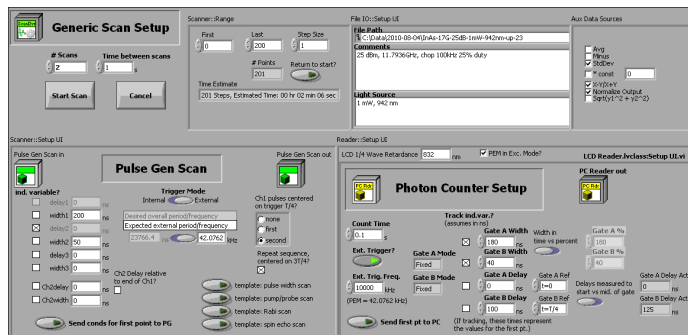 Generic Scan Setup
# Scans
2
Time between scans
1 s
Start Scan
Cancel
Scanner::Range
First
0
Last
200
Step Size
1
# Points
201
Return to start?
Time Estimate
201 Steps, Estimated Time: 00 hr 02 min 06 sec
File IO::Setup UI
File Path
C:\Data\2010-08-04\InAs-17G-25dB-1mW-942nm-up-23
Comments
25 dBm, 11.7936GHz, chop 100kHz 25% duty
Light Source
1 mW, 942 nm
Aux Data Sources
Avg
Minus
StdDev
* const 0
X-Y/X+Y
Normalize Output
Sqrt(y1^2 + y2^2)
Scanner::Setup UI
Pulse Gen Scan in
Pulse Gen Scan
Pulse Gen Scan out
ind. variable?
delay1 0 ns
width1 200 ns
delay2 0 ns
width2 50 ns
delay3 0 ns
width3 0 ns
Ch2delay 0 ns
Ch2width 0 ns
Trigger Mode
Internal External
Desired overall period/frequency
Expected external period/frequency
23766.4 ns 42.0762 kHz
Ch2 Delay relative
to end of Ch1?
Ch1 pulses centered
on trigger T/4?
none
first
second
Repeat sequence,
centered on 3T/4?
template: pulse width scan
template: pump/probe scan
template: Rabi scan
template: spin echo scan
Send conds for first point to PG
Reader::Setup UI
LCD 1/4 Wave Retardance 832 nm
PEM in Exc. Mode?
LCD Reader.lvclass:Setup UI.vi
PC Rdr
Photon Counter Setup
PC Reader out
PC Rdr
Count Time
0.1 s
Ext. Trigger?
Ext. Trig. Freq.
10000 kHz
(PEM = 42.0762 kHz)
Send first pt to PC
Gate A Mode
Fixed
Gate B Mode
Fixed
Track ind.var.?
(assumes in ns)
Gate A Width
180 ns
Gate B Width
40 ns
Gate A Delay
0 ns
Gate B Delay
100 ns
(If tracking, these times represent
the values for the first pt.)
Width in
time vs percent
Gate A %
180
Gate B %
40
Gate A Ref
t=0
Gate B Ref
t=T/4
Delays measured to
start vs mid. of gate
Gate A Delay Act
0 ns
Gate B Delay Act
125 ns